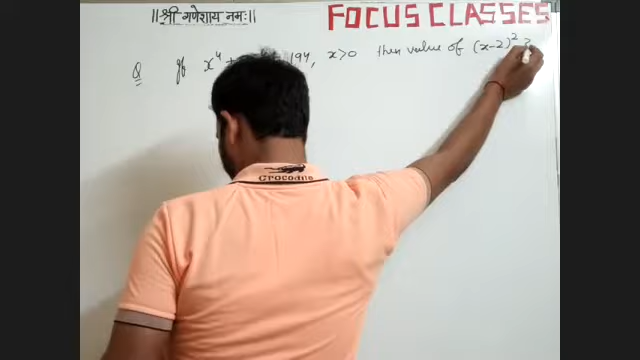 ||श्री गणेशाय नमः||
FOCUS CLASSES
Q If x⁴ + 194, x>0 then value of (x-2)² ?
Crocodile